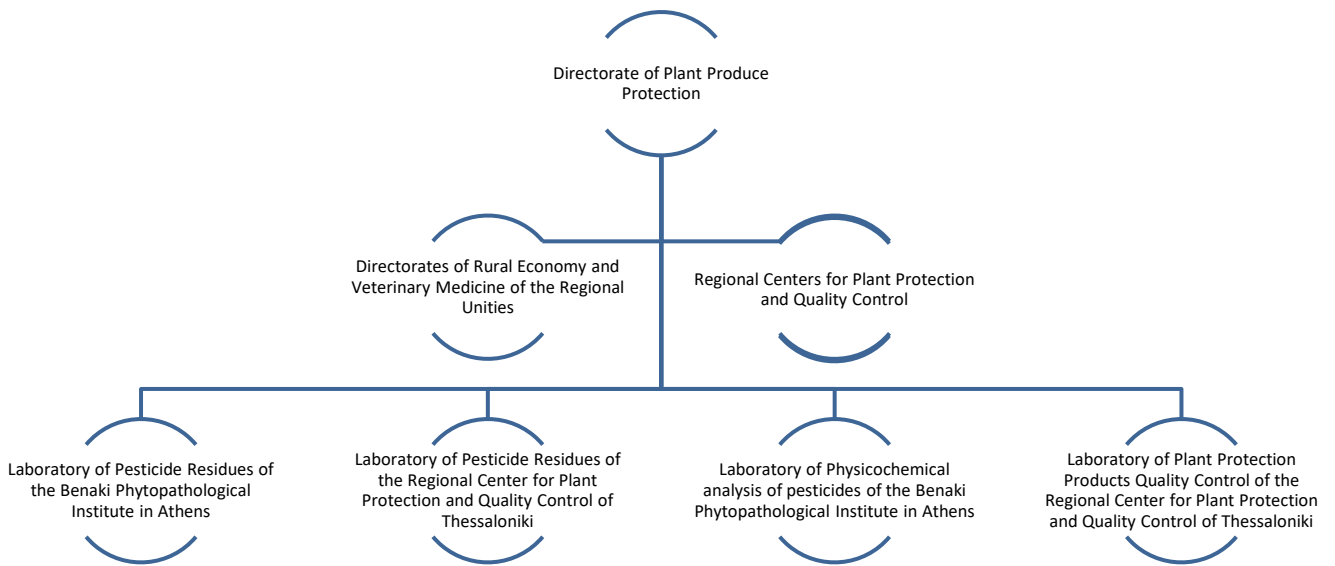 Directorate of Plant Produce
Protection
Directorates of Rural Economy and
Veterinary Medicine of the Regional
Unities
Regional Centers for Plant Protection
and Quality Control
Laboratory of Pesticide Residues of
the Benaki Phytopathological
Institute in Athens
Laboratory of Pesticide Residues of
the Regional Center for Plant
Protection and Quality Control of
Thessaloniki
Laboratory of Physicochemical
analysis of pesticides of the Benaki
Phytopathological Institute in Athens
Laboratory of Plant Protection
Products Quality Control of the
Regional Center for Plant Protection
and Quality Control of Thessaloniki